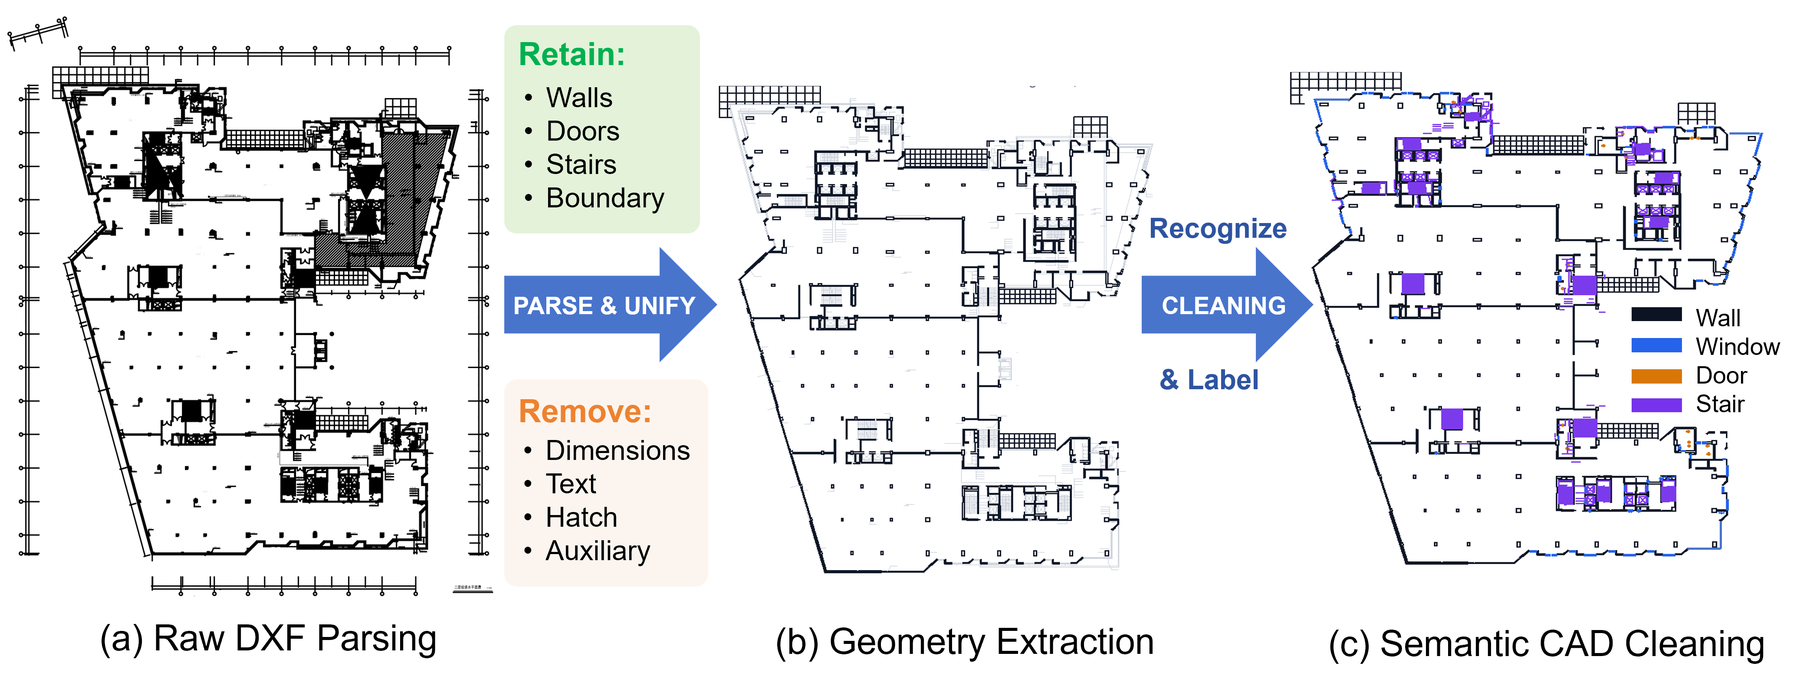 Retain:
• Walls
• Doors
• Stairs
• Boundary
PARSE & UNIFY
Remove:
• Dimensions
• Text
• Hatch
• Auxiliary
Recognize
CLEANING
& Label
Wall
Window
Door
Stair
(a) Raw DXF Parsing
(b) Geometry Extraction
(c) Semantic CAD Cleaning